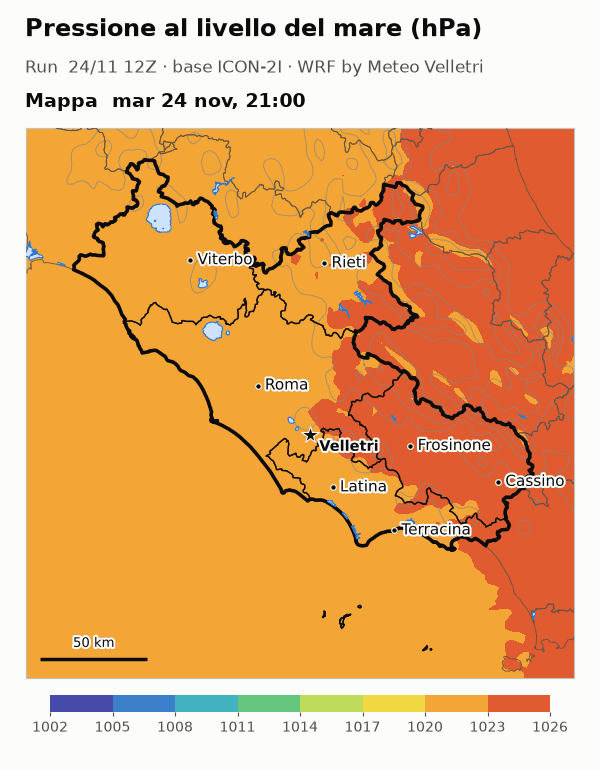 Pressione al livello del mare (hPa)
Run  24/11 12Z · base ICON-2I · WRF by Meteo Velletri
Mappa  mar 24 nov, 21:00
Viterbo
Rieti
Roma
Velletri
Frosinone
Cassino
Latina
Terracina
50 km
1002 1005 1008 1011 1014 1017 1020 1023 1026